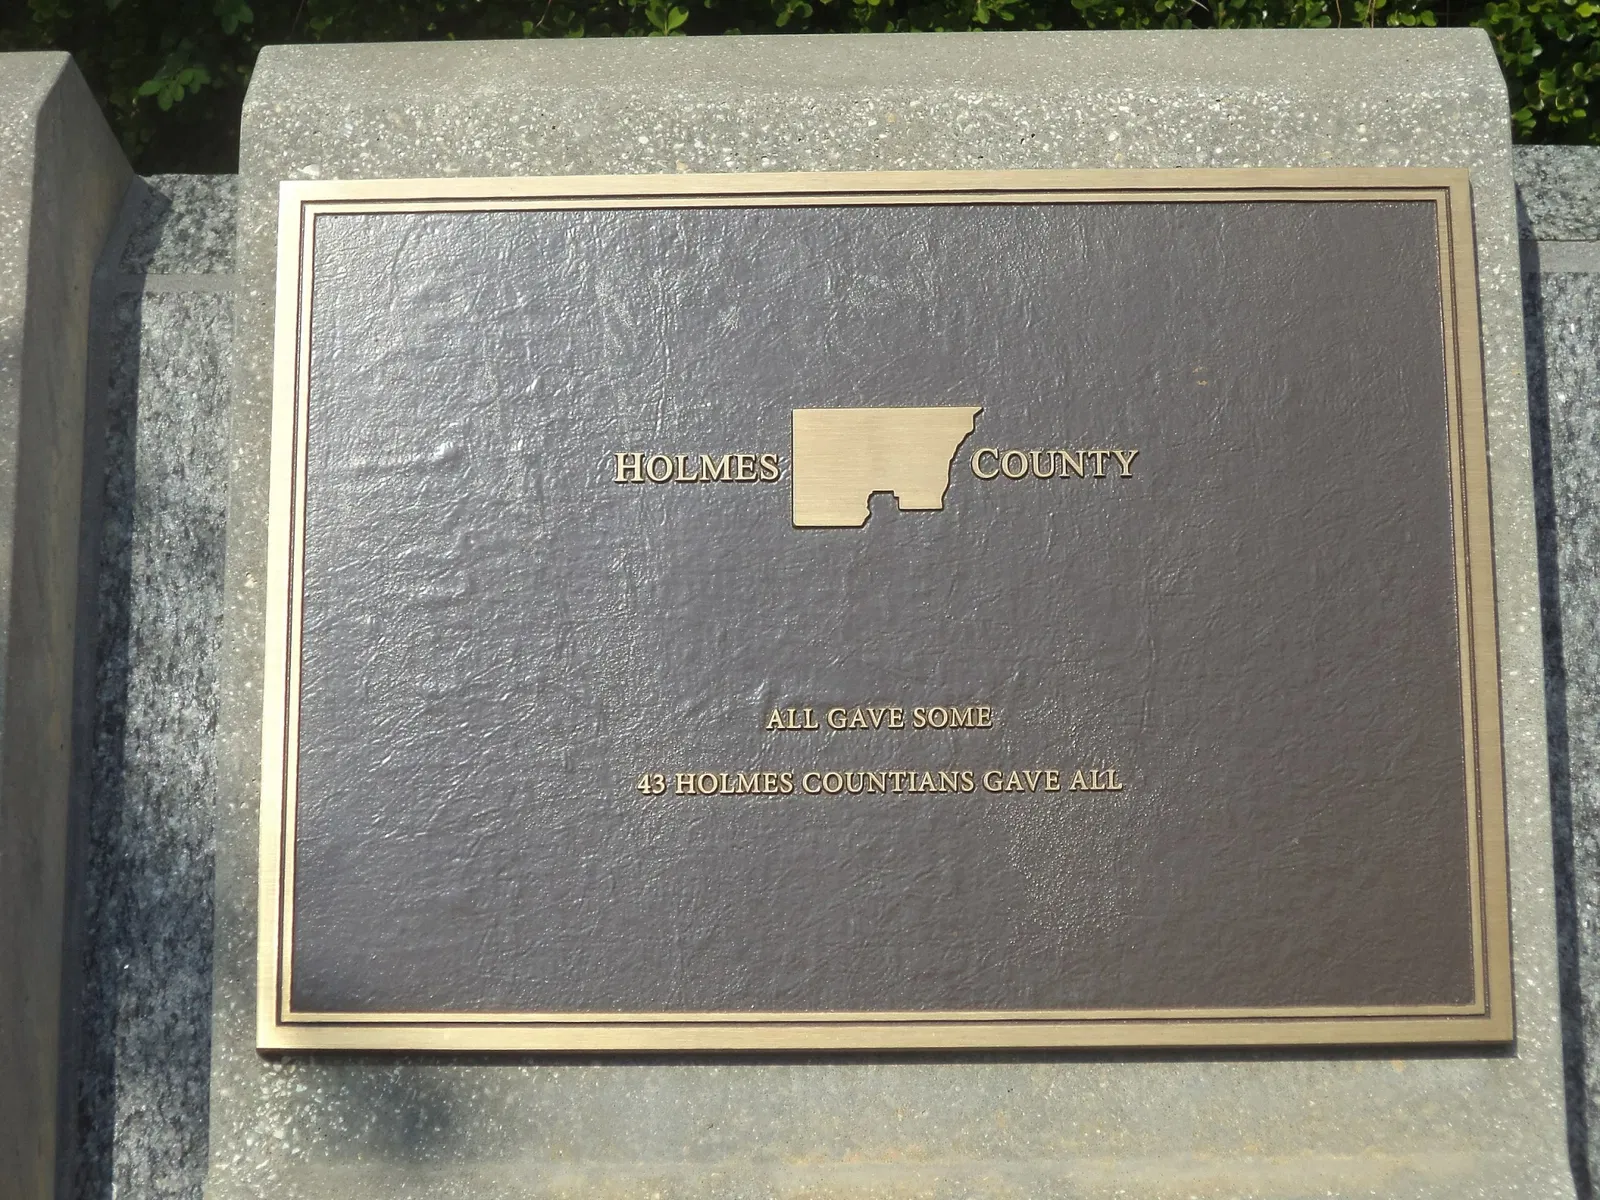 HOLMES COUNTY
ALL GAVE SOME
43 HOLMES COUNTIANS GAVE ALL